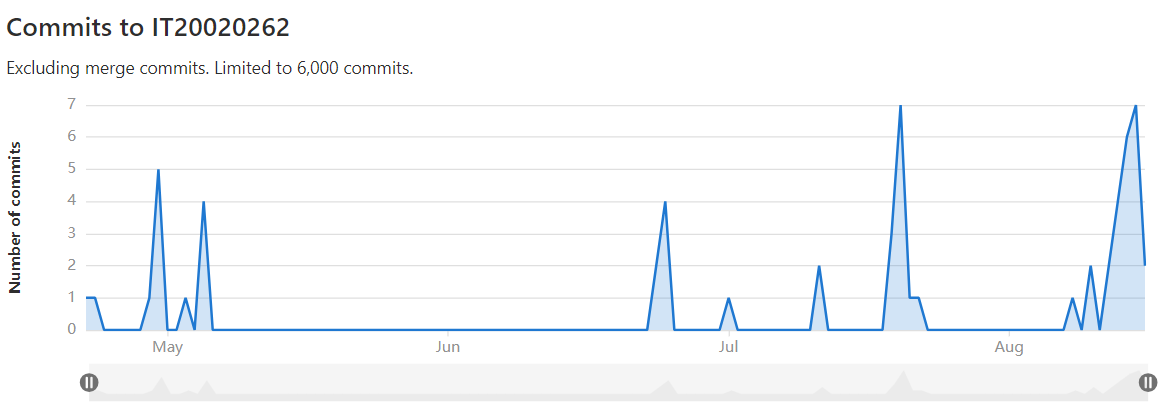 Commits to IT20020262
Excluding merge commits. Limited to 6,000 commits.
Number of commits
7
6
5
4
3
2
1
0
May Jun Jul Aug